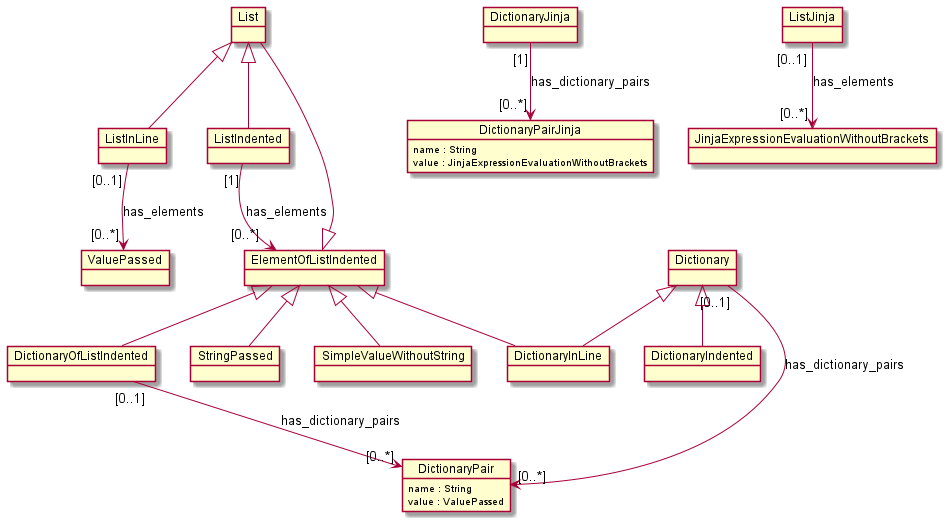 List
DictionaryJinja
ListJinja
[1]
[0..1]
has_dictionary_pairs
has_elements
[0..*]
[0..*]
ListInLine
ListIndented
DictionaryPairJinja
name : String
value : JinjaExpressionEvaluationWithoutBrackets
JinjaExpressionEvaluationWithoutBrackets
[0..1]
[1]
has_elements
has_elements
[0..*]
[0..*]
ValuePassed
ElementOfListIndented
Dictionary
[0..1]
DictionaryOfListIndented
StringPassed
SimpleValueWithoutString
DictionaryInLine
DictionaryIndented
has_dictionary_pairs
[0..1]
has_dictionary_pairs
[0..*]
[0..*]
DictionaryPair
name : String
value : ValuePassed